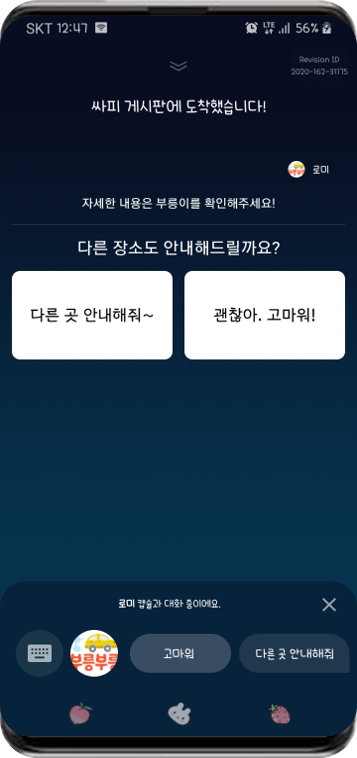 SKT 12:47
LTE
56%
Revision ID
2020-162-31175
싸피 게시판에 도착했습니다!
로미
자세한 내용은 부릉이를 확인해주세요!
다른 장소도 안내해드릴까요?
다른 곳 안내해줘~
괜찮아. 고마워!
로미 캡슐과 대화 중이에요.
부릉부릉
고마워
다른 곳 안내해줘